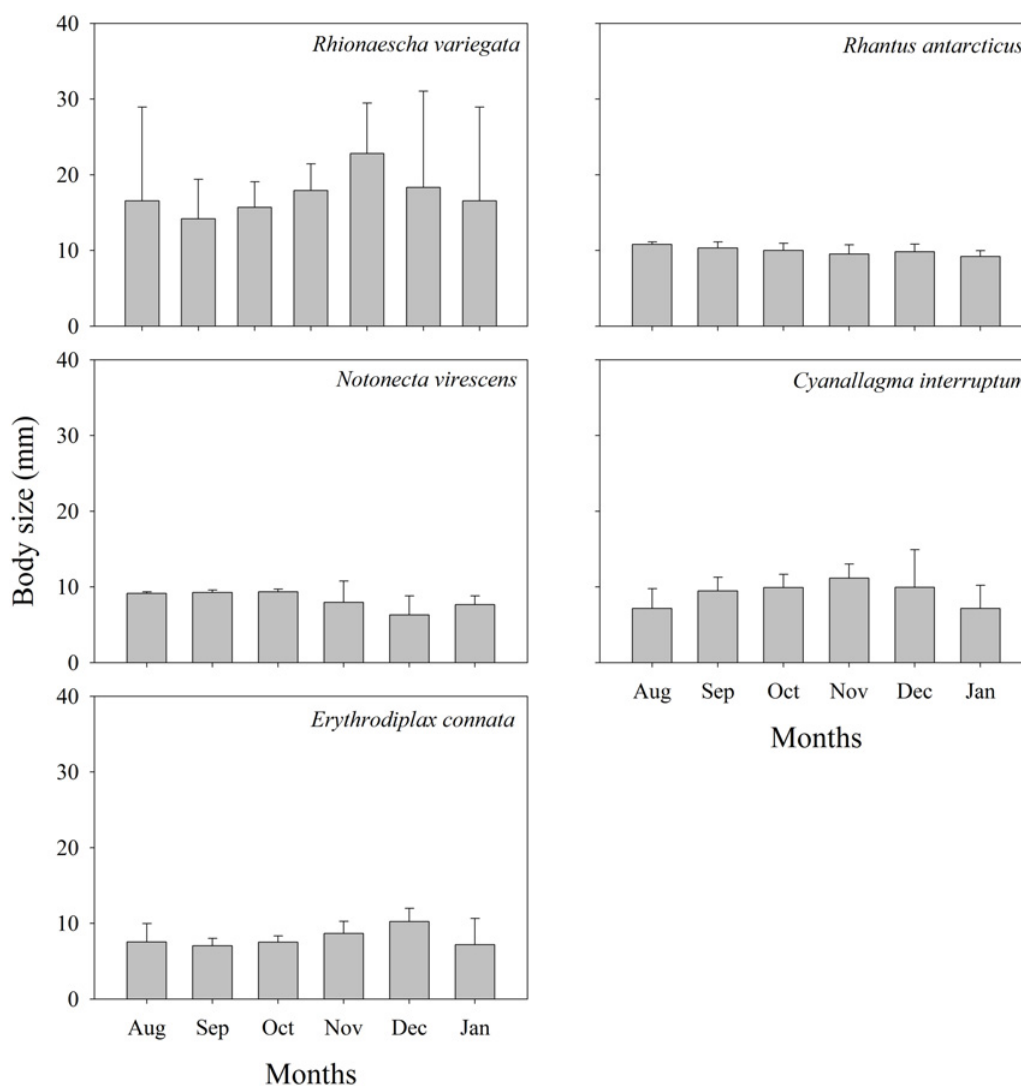 40
30
20
10
0
Rhionaescha variegata
Rhantus antarcticus
40
30
20
10
0
Notonecta virescens
Cyanallagma interruptum
Body size (mm)
Aug Sep Oct Nov Dec Jan
Months
40
30
20
10
0
Erythrodiplax connata
Aug Sep Oct Nov Dec Jan
Months